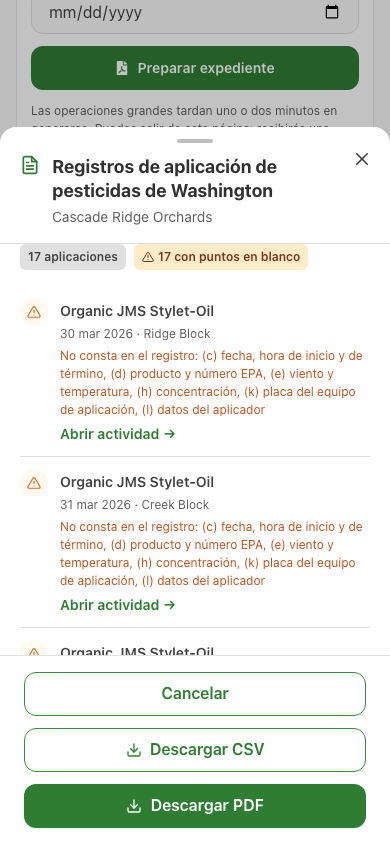 mm/dd/yyyy
Preparar expediente
Las operaciones grandes tardan uno o dos minutos en
Registros de aplicación de
pesticidas de Washington
Cascade Ridge Orchards
17 aplicaciones
17 con puntos en blanco
Organic JMS Stylet-Oil
30 mar 2026 · Ridge Block
No consta en el registro: (c) fecha, hora de inicio y de
término, (d) producto y número EPA, (e) viento y
temperatura, (h) concentración, (k) placa del equipo
de aplicación, (l) datos del aplicador
Abrir actividad →
Organic JMS Stylet-Oil
31 mar 2026 · Creek Block
No consta en el registro: (c) fecha, hora de inicio y de
término, (d) producto y número EPA, (e) viento y
temperatura, (h) concentración, (k) placa del equipo
de aplicación, (l) datos del aplicador
Abrir actividad →
Organic JMS Stylet-Oil
Cancelar
Descargar CSV
Descargar PDF